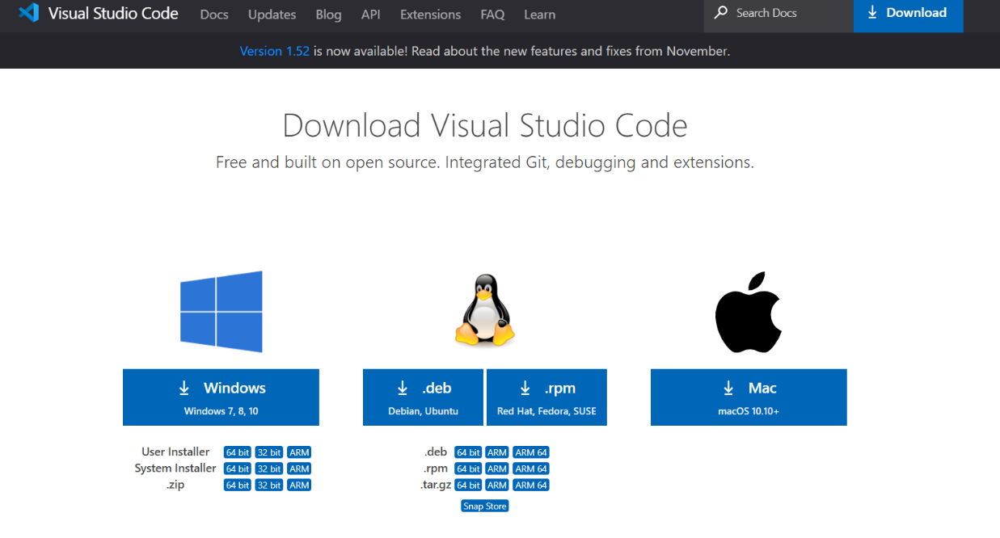 Visual Studio Code Docs Updates Blog API Extensions FAQ Learn Search Docs Download
Version 1.52 is now available! Read about the new features and fixes from November.
Download Visual Studio Code
Free and built on open source. Integrated Git, debugging and extensions.
Windows
Windows 7, 8, 10
User Installer 64 bit 32 bit ARM
System Installer 64 bit 32 bit ARM
.zip 64 bit 32 bit ARM
.deb
Debian, Ubuntu
.rpm
Red Hat, Fedora, SUSE
.deb 64 bit ARM ARM 64
.rpm 64 bit ARM ARM 64
.tar.gz 64 bit ARM ARM 64
Snap Store
Mac
macOS 10.10+